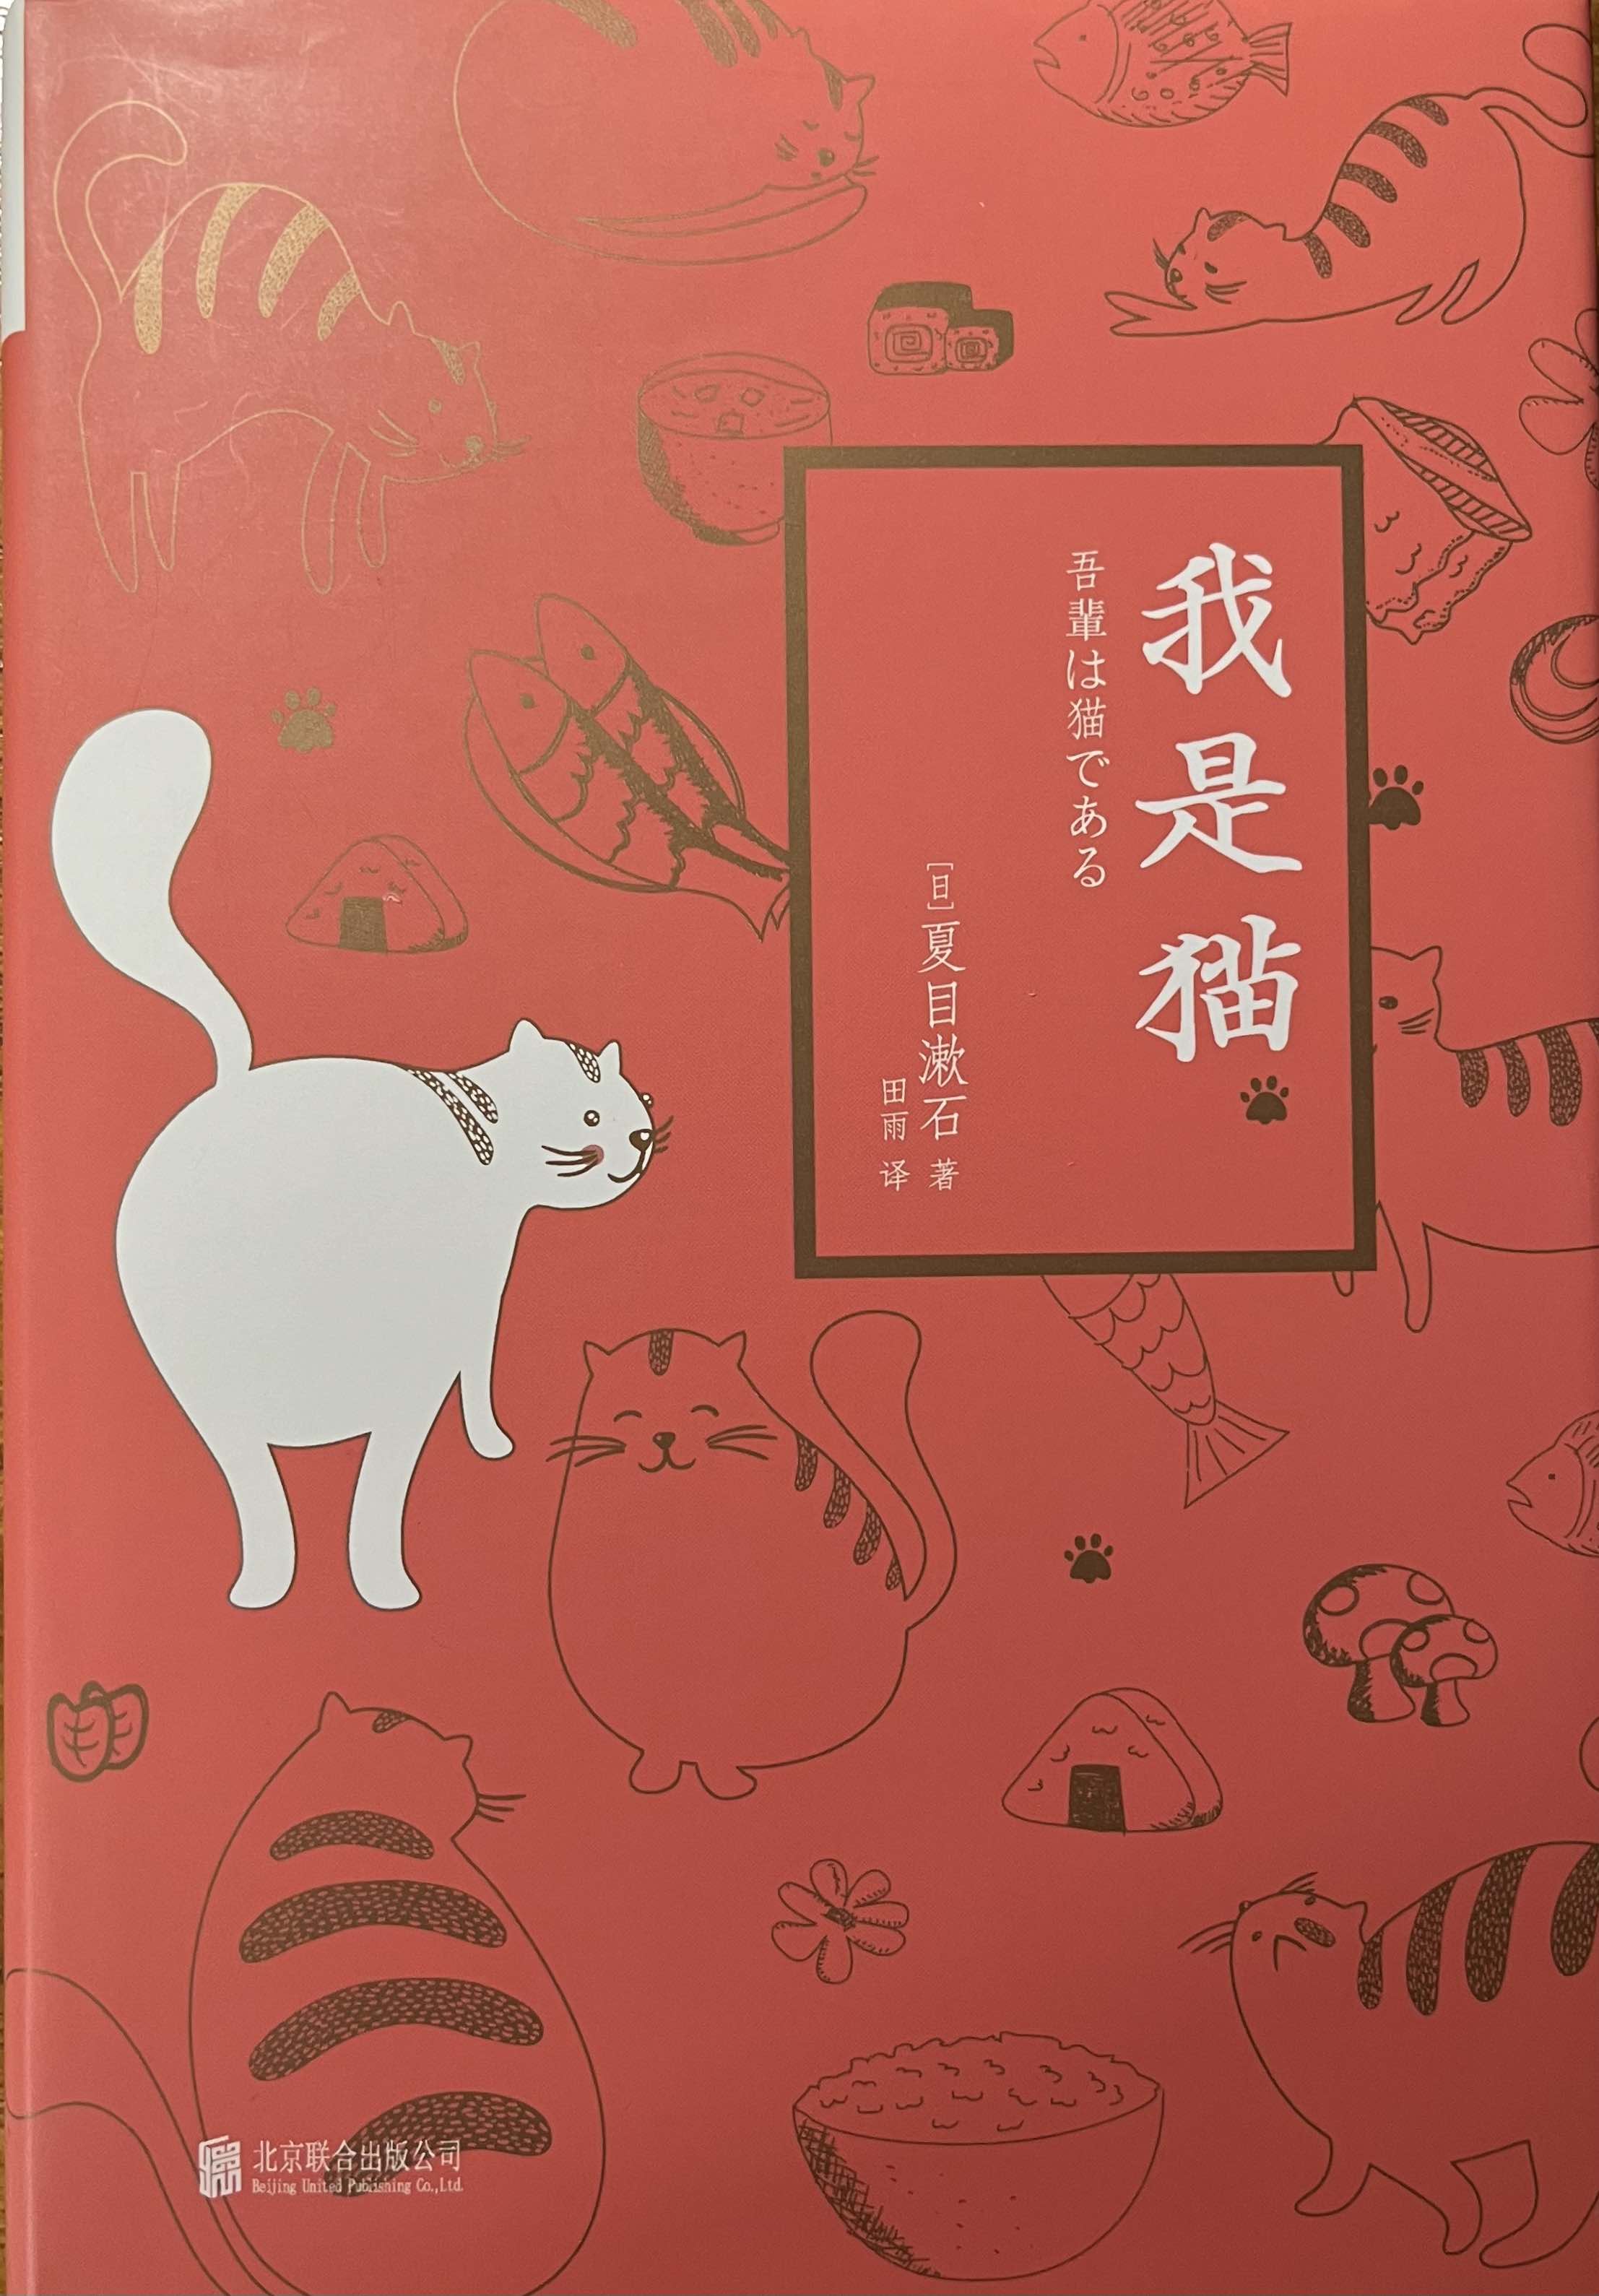 我是猫
吾輩は猫である
[日]夏目漱石 著
田雨 译
北京联合出版公司
Beijing United Publishing Co.,Ltd.